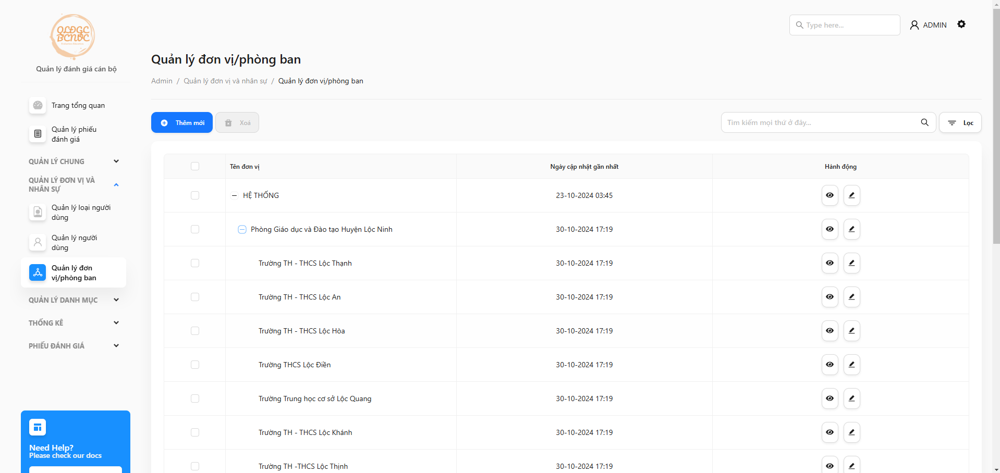 QLĐGC
BCNVC
Quản lý đánh giá cán bộ
Type here...
ADMIN
Quản lý đơn vị/phòng ban
Admin / Quản lý đơn vị và nhân sự / Quản lý đơn vị/phòng ban
Trang tổng quan
Quản lý phiếu
đánh giá
QUẢN LÝ CHUNG
QUẢN LÝ ĐƠN VỊ VÀ
NHÂN SỰ
Quản lý loại người
dùng
Quản lý người
dùng
Quản lý đơn
vị/phòng ban
QUẢN LÝ DANH MỤC
THỐNG KÊ
PHIẾU ĐÁNH GIÁ
Need Help?
Please check our docs
Thêm mới
Xoá
Tìm kiếm mọi thứ ở đây...
Lọc
Tên đơn vị Ngày cập nhật gần nhất Hành động
HỆ THỐNG 23-10-2024 03:45
Phòng Giáo dục và Đào tạo Huyện Lộc Ninh 30-10-2024 17:19
Trường TH - THCS Lộc Thạnh 30-10-2024 17:19
Trường TH - THCS Lộc An 30-10-2024 17:19
Trường TH - THCS Lộc Hòa 30-10-2024 17:19
Trường THCS Lộc Điền 30-10-2024 17:19
Trường Trung học cơ sở Lộc Quang 30-10-2024 17:19
Trường TH - THCS Lộc Khánh 30-10-2024 17:19
Trường TH -THCS Lộc Thịnh 30-10-2024 17:19